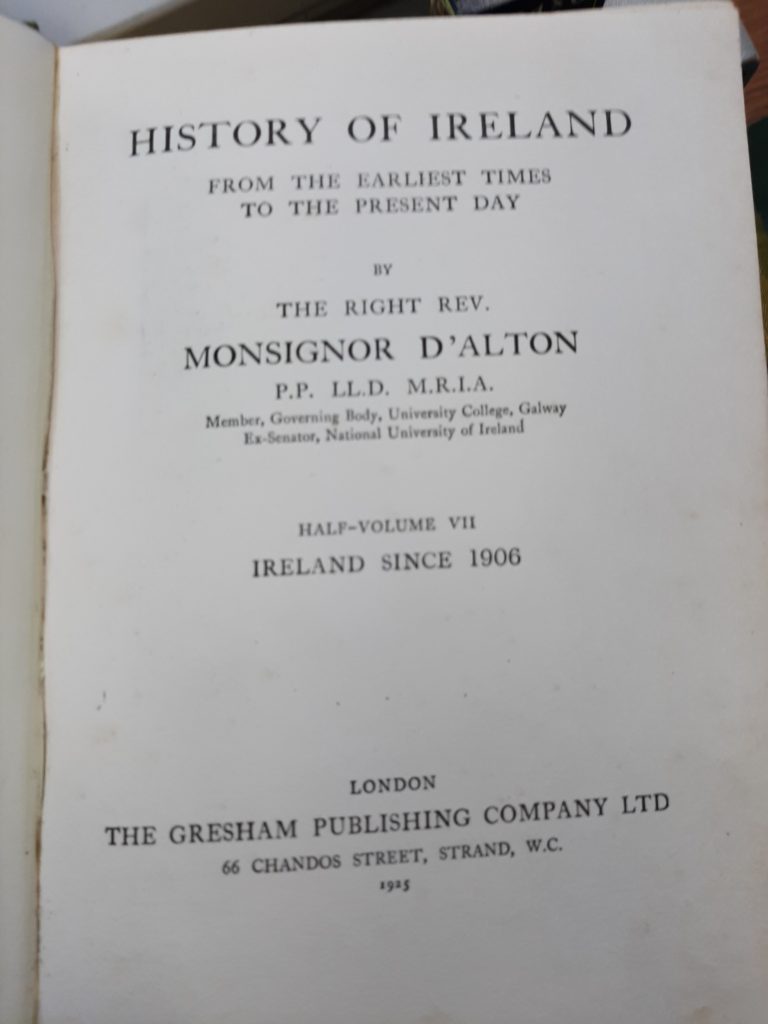 HISTORY OF IRELAND
FROM THE EARLIEST TIMES
TO THE PRESENT DAY
BY
THE RIGHT REV.
MONSIGNOR D'ALTON
P.P. LL.D. M.R.I.A.
Member, Governing Body, University College, Galway
Ex-Senator, National University of Ireland
HALF-VOLUME VII
IRELAND SINCE 1906
LONDON
THE GRESHAM PUBLISHING COMPANY LTD
66 CHANDOS STREET, STRAND, W.C.
1925